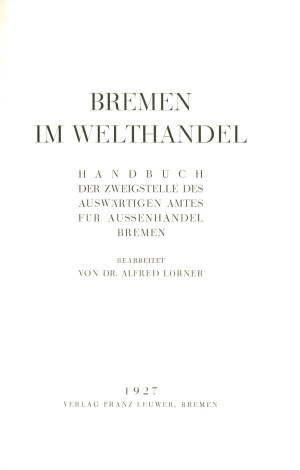 BREMEN
IM WELTHANDEL
HANDBUCH
DER ZWEIGSTELLE DES
AUSWÄRTIGEN AMTES
FÜR AUSSENHANDEL
BREMEN
BEARBEITET
VON DR. ALFRED LÖRNER
1927
VERLAG FRANZ LEUWER, BREMEN